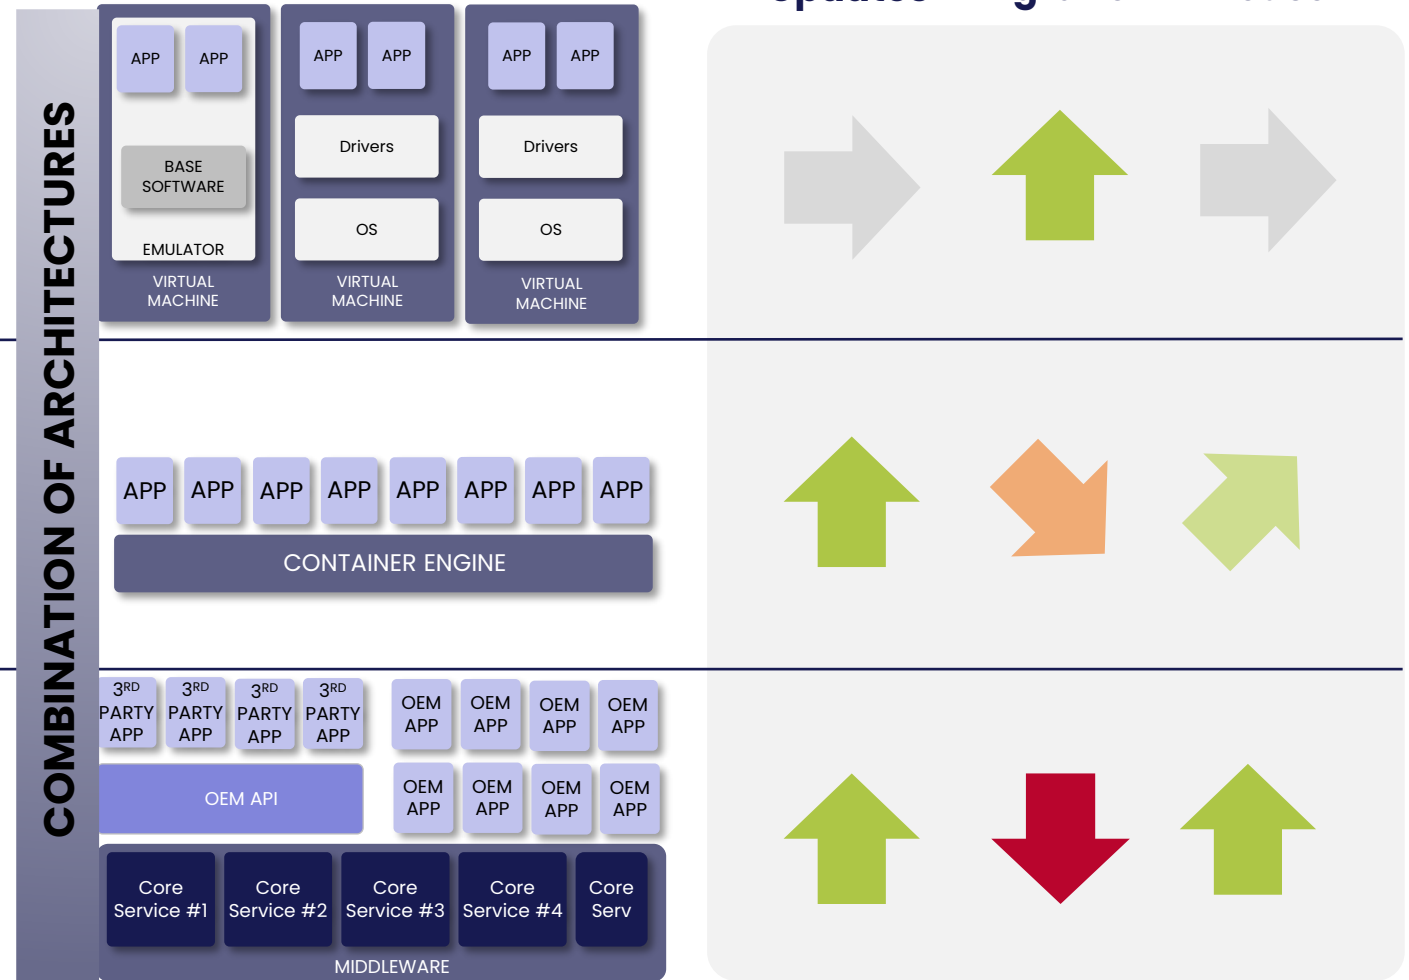 COMBINATION OF ARCHITECTURES
APP APP
BASE
SOFTWARE
EMULATOR
VIRTUAL
MACHINE
APP APP
Drivers
OS
VIRTUAL
MACHINE
APP APP
Drivers
OS
VIRTUAL
MACHINE
APP APP APP APP APP APP APP APP
CONTAINER ENGINE
3RD
PARTY
APP
3RD
PARTY
APP
3RD
PARTY
APP
3RD
PARTY
APP
OEM
APP
OEM
APP
OEM
APP
OEM
APP
OEM API
OEM
APP
OEM
APP
OEM
APP
OEM
APP
Core
Service #1
Core
Service #2
Core
Service #3
Core
Service #4
Core
Serv
MIDDLEWARE